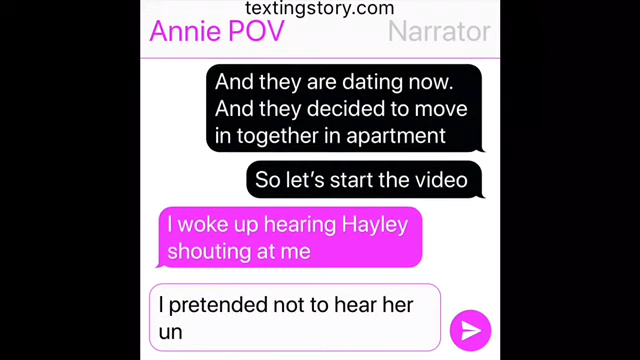 textingstory.com
Annie POV
Narrator
And they are dating now.
And they decided to move
in together in apartment
So let's start the video
I woke up hearing Hayley
shouting at me
I pretended not to hear her
un